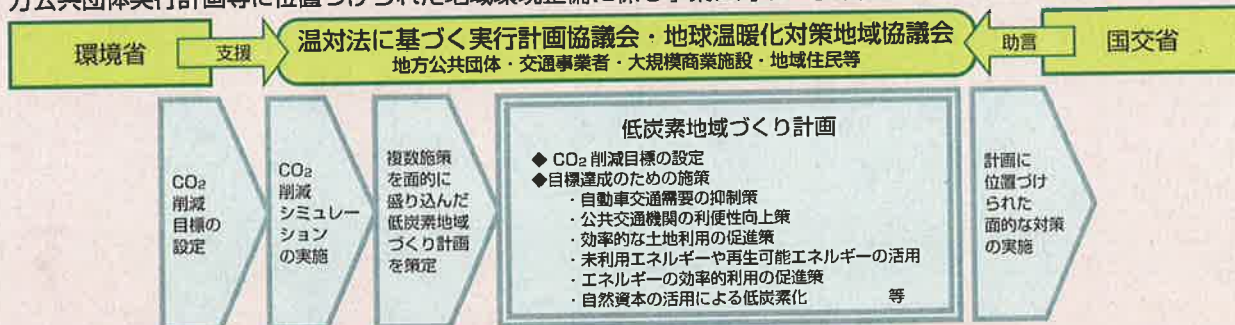 環境省
支援
温対法に基づく実行計画協議会・地球温暖化対策地域協議会
地方公共団体・交通事業者・大規模商業施設・地域住民等
助言
国交省
CO₂
削減
目標の
設定
CO₂
削減
シミュレー
ション
の実施
複数施策
を面的に
盛り込んだ
低炭素地域
づくり計画
を策定
低炭素地域づくり計画
◆ CO₂削減目標の設定
◆目標達成のための施策
・自動車交通需要の抑制策
・公共交通機関の利便性向上策
・効率的な土地利用の促進策
・未利用エネルギーや再生可能エネルギーの活用
・エネルギーの効率的利用の促進策
・自然資本の活用による低炭素化 等
計画に
位置づけ
られた
面的な対策
の実施